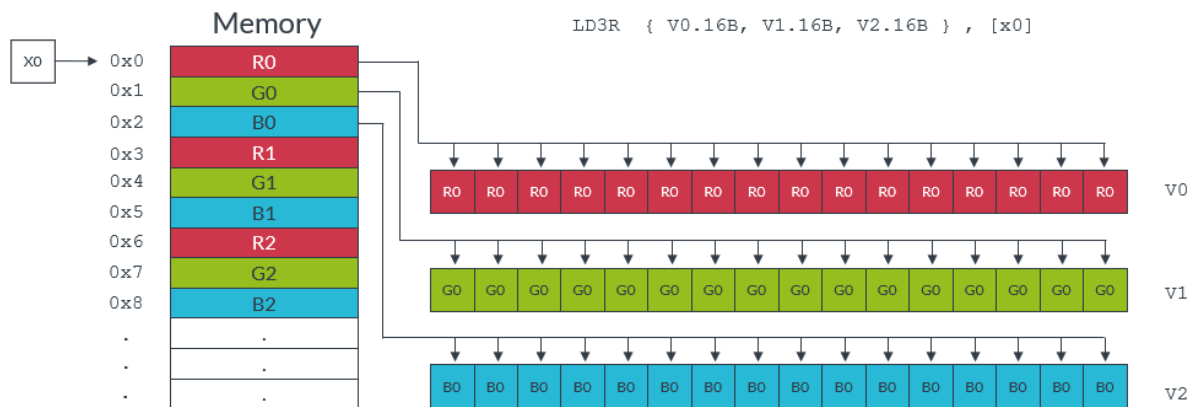 Memory
LD3R { V0.16B, V1.16B, V2.16B } , [x0]
X0
0x0 R0
0x1 G0
0x2 B0
0x3 R1
0x4 G1
0x5 B1
0x6 R2
0x7 G2
0x8 B2
. .
. .
. .
R0 R0 R0 R0 R0 R0 R0 R0 R0 R0 R0 R0 R0 R0 R0 R0 V0
G0 G0 G0 G0 G0 G0 G0 G0 G0 G0 G0 G0 G0 G0 G0 G0 V1
B0 B0 B0 B0 B0 B0 B0 B0 B0 B0 B0 B0 B0 B0 B0 B0 V2